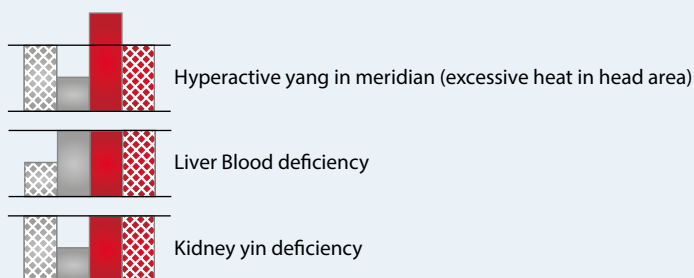 Hyperactive yang in meridian (excessive heat in head area)
Liver Blood deficiency
Kidney yin deficiency